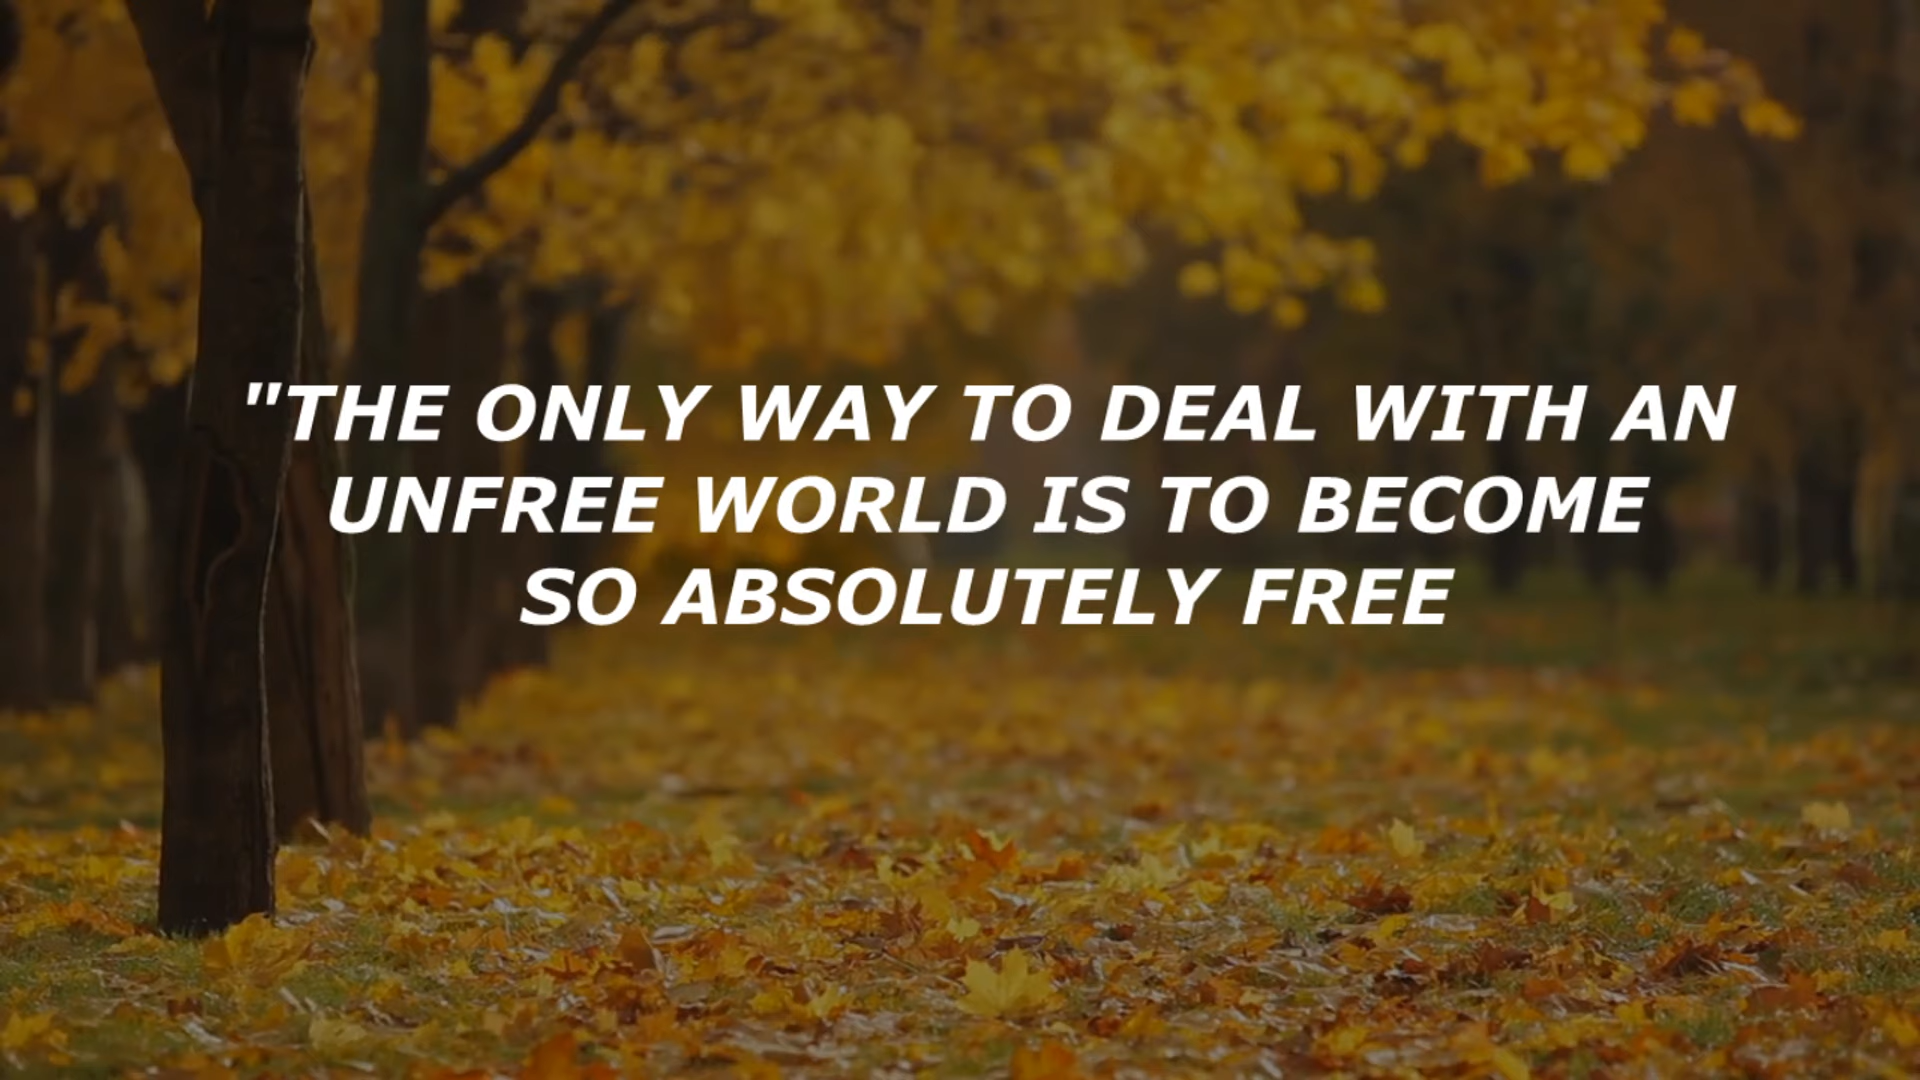 "THE ONLY WAY TO DEAL WITH AN
UNFREE WORLD IS TO BECOME
SO ABSOLUTELY FREE